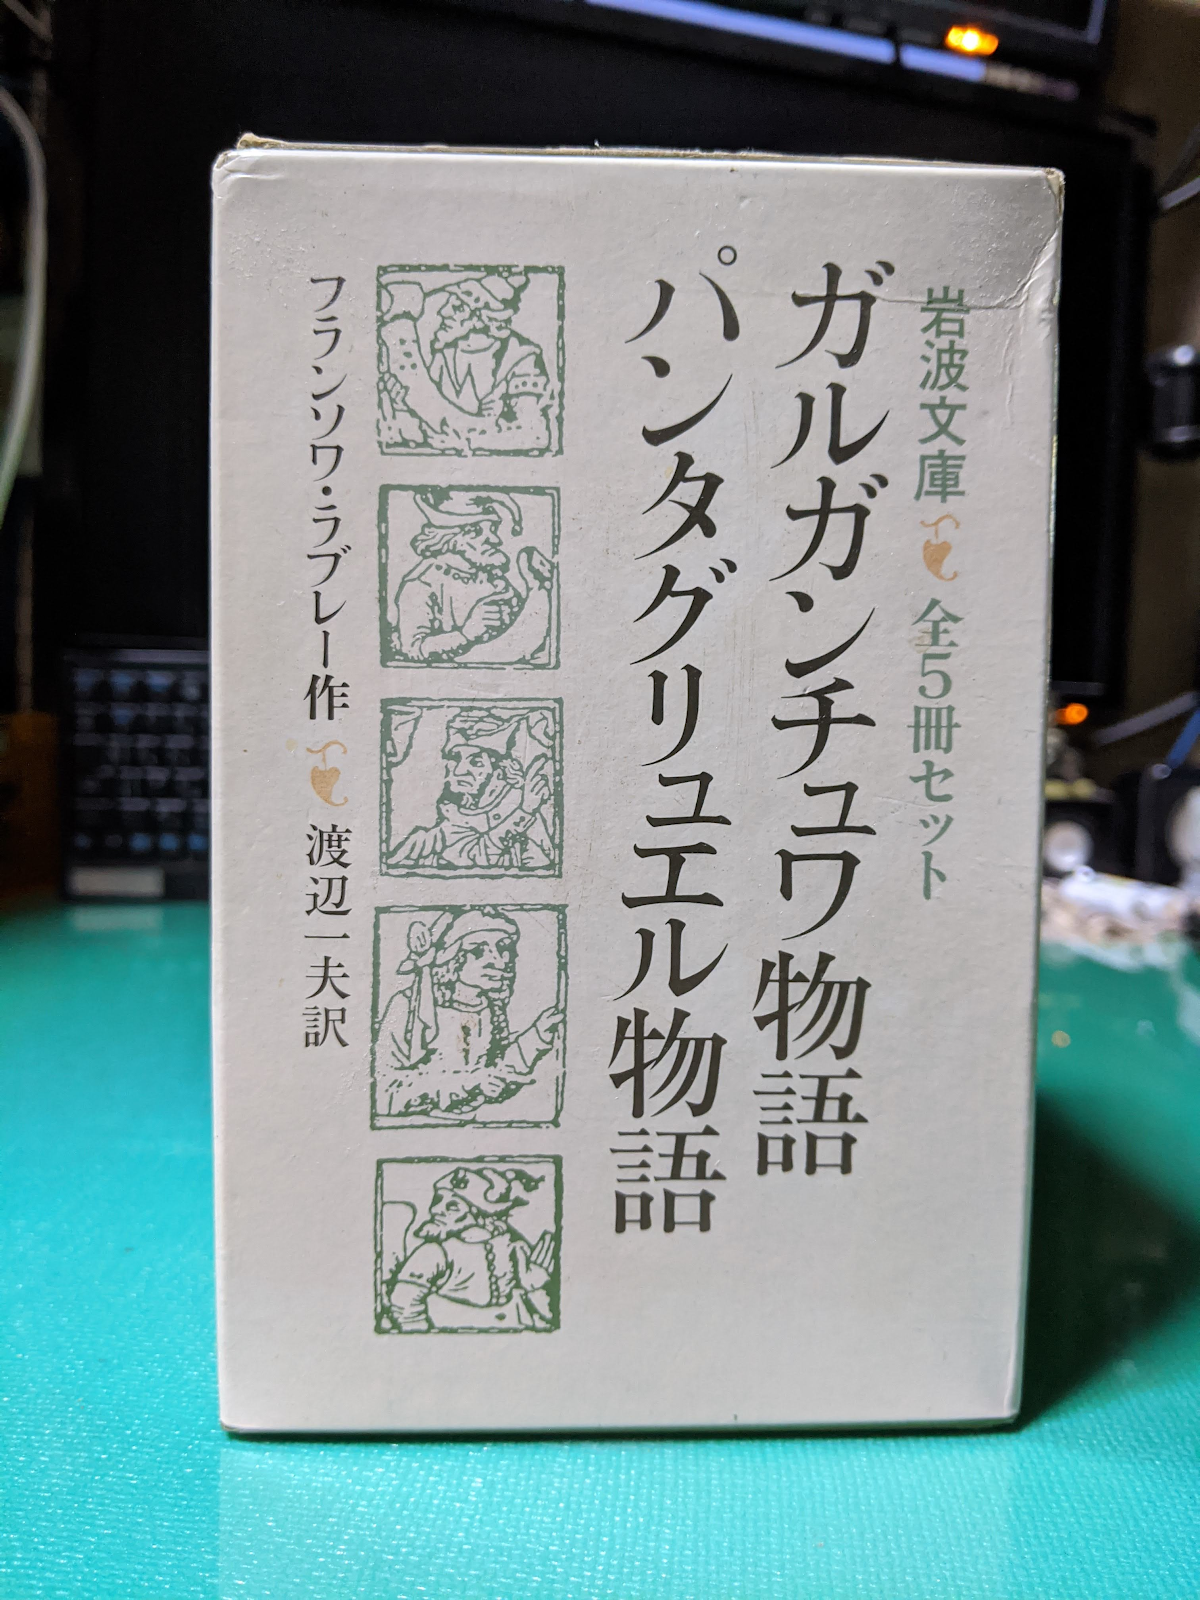 岩波文庫 全5冊セット
ガルガンチュワ物語
パンタグリュエル物語
フランソワ・ラブレー作 渡辺一夫訳